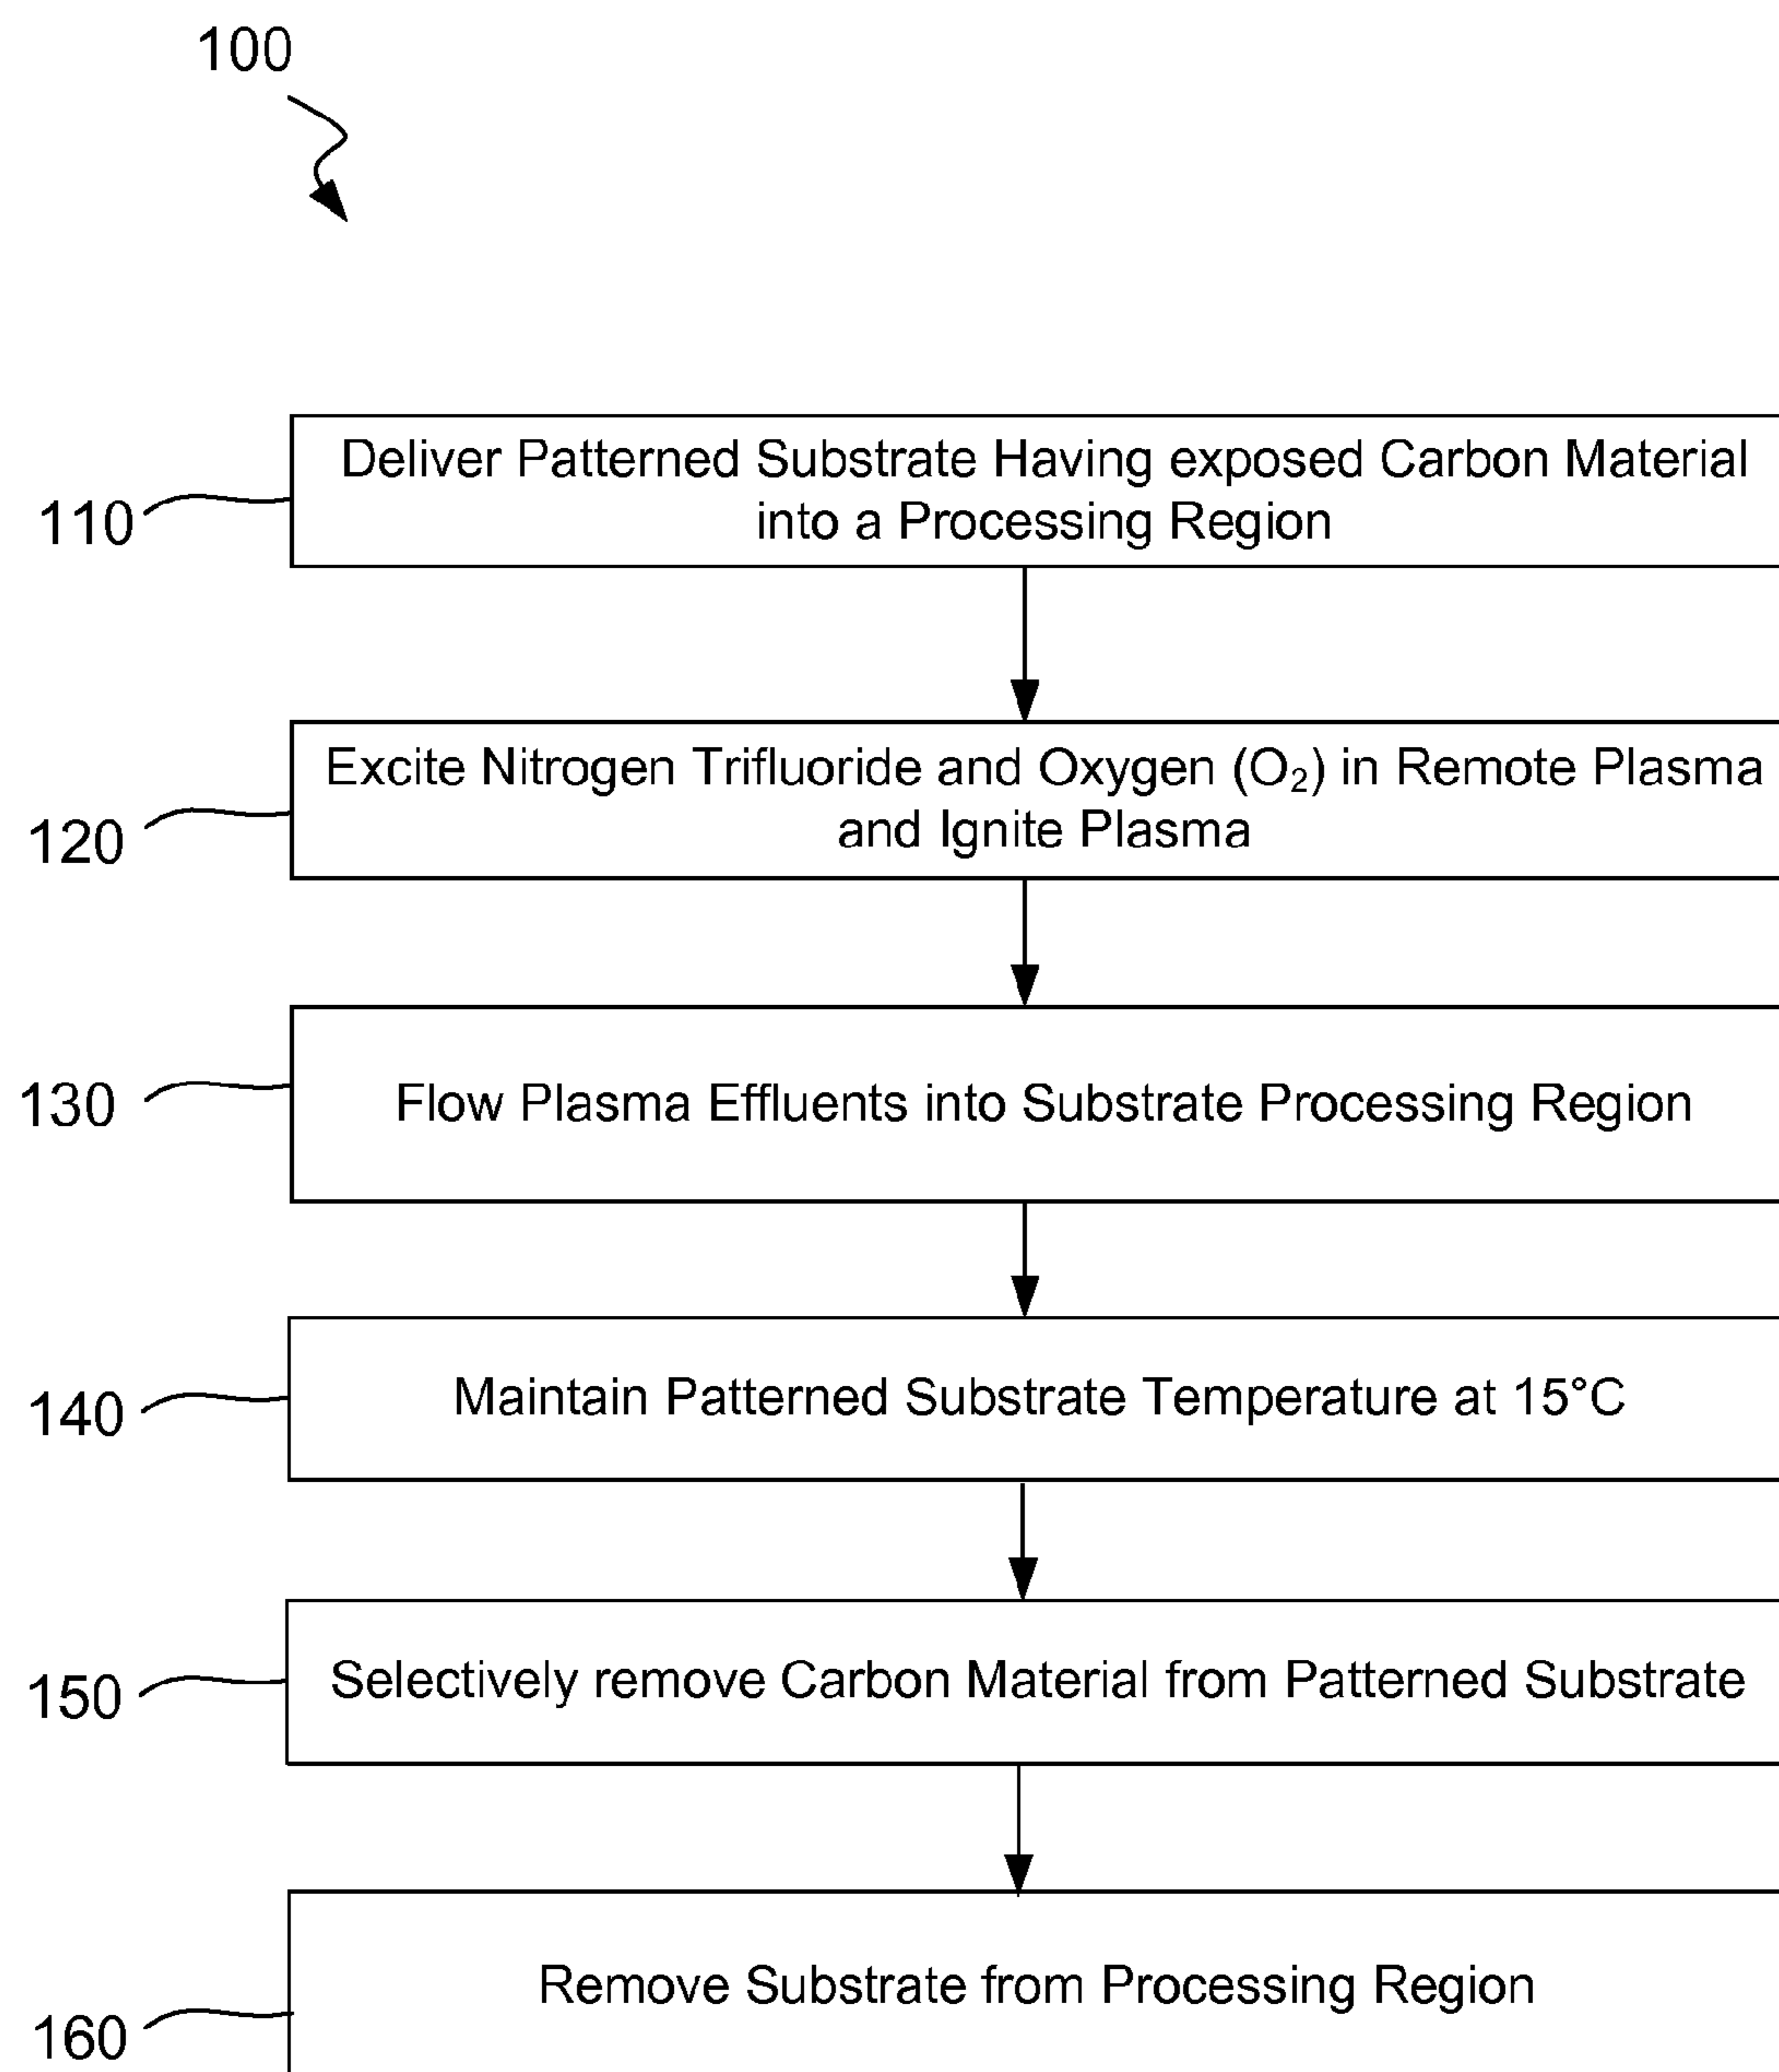 100
110
Deliver Patterned Substrate Having exposed Carbon Material
into a Processing Region
120
Excite Nitrogen Trifluoride and Oxygen (O₂) in Remote Plasma
and Ignite Plasma
130
Flow Plasma Effluents into Substrate Processing Region
140
Maintain Patterned Substrate Temperature at 15°C
150
Selectively remove Carbon Material from Patterned Substrate
160
Remove Substrate from Processing Region